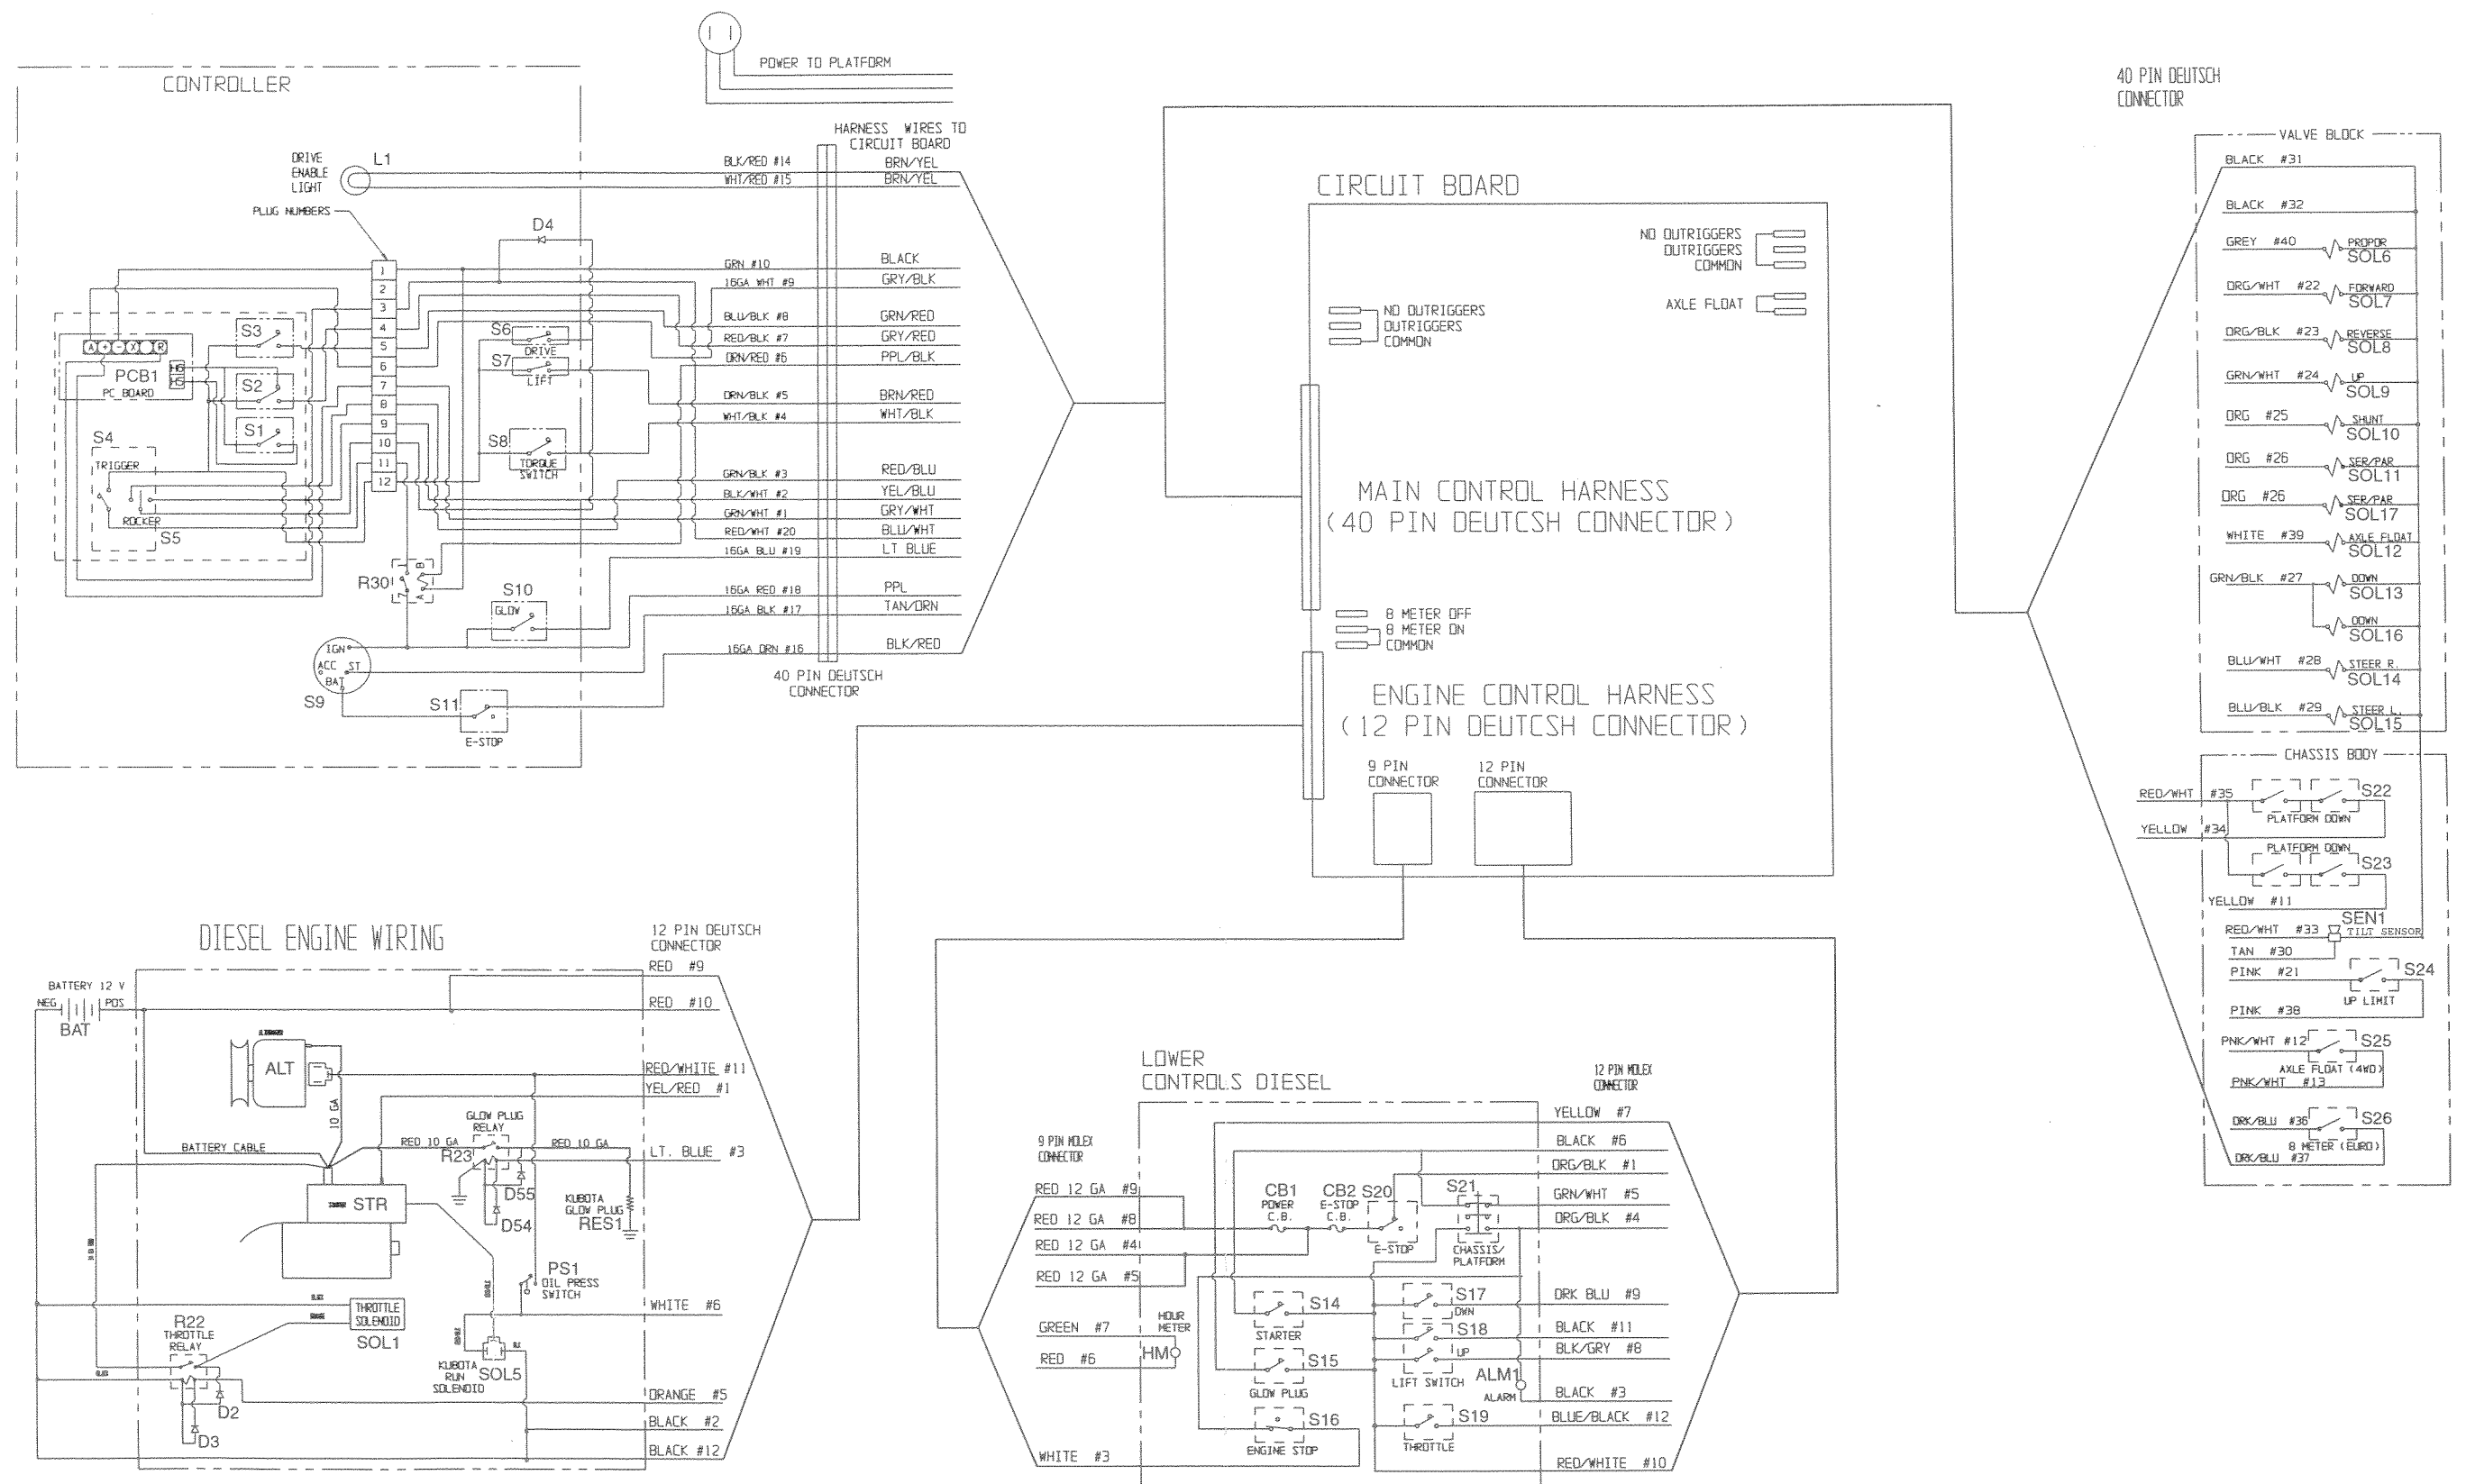 POWER TO PLATFORM
CONTROLLER
DRIVE
ENABLE
LIGHT
L1
PLUG NUMBERS
D4
HARNESS WIRES TO
CIRCUIT BOARD
BLK/RED #14
BRN/YEL
WHT/RED #15
BRN/YEL
GRN #10
BLACK
16GA WHT #9
GRY/BLK
BLU/BLK #8
GRN/RED
RED/BLK #7
GRY/RED
ORN/RED #6
PPL/BLK
ORN/BLK #5
BRN/RED
WHT/BLK #4
WHT/BLK
GRN/BLK #3
RED/BLU
BLK/WHT #2
YEL/BLU
GRN/WHT #1
GRY/WHT
RED/WHT #20
BLU/WHT
16GA BLU #19
LT BLUE
16GA RED #18
PPL
16GA BLK #17
TAN/ORN
16GA ORN #16
BLK/RED
40 PIN DEUTSCH
CONNECTOR
1
2
3
4
5
6
7
8
9
10
11
12
A + - X R
PCB1
PC BOARD
H6
H5
S3
S2
S1
S4
TRIGGER
ROCKER
S5
S6
DRIVE
S7
LIFT
S8
TORQUE
SWITCH
R30
B
A
7
S10
GLOW
IGN
ACC ST
BAT
S9
S11
E-STOP
CIRCUIT BOARD
NO OUTRIGGERS
OUTRIGGERS
COMMON
AXLE FLOAT
NO OUTRIGGERS
OUTRIGGERS
COMMON
MAIN CONTROL HARNESS
(40 PIN DEUTCSH CONNECTOR)
8 METER OFF
8 METER ON
COMMON
ENGINE CONTROL HARNESS
(12 PIN DEUTCSH CONNECTOR)
9 PIN
CONNECTOR
12 PIN
CONNECTOR
40 PIN DEUTSCH
CONNECTOR
VALVE BLOCK
BLACK #31
BLACK #32
GREY #40
PROPOR
SOL6
ORG/WHT #22
FORWARD
SOL7
ORG/BLK #23
REVERSE
SOL8
GRN/WHT #24
UP
SOL9
ORG #25
SHUNT
SOL10
ORG #26
SER/PAR
SOL11
ORG #26
SER/PAR
SOL17
WHITE #39
AXLE FLOAT
SOL12
GRN/BLK #27
DOWN
SOL13
DOWN
SOL16
BLU/WHT #28
STEER R.
SOL14
BLU/BLK #29
STEER L.
SOL15
CHASSIS BODY
RED/WHT #35
S22
PLATFORM DOWN
YELLOW #34
PLATFORM DOWN
S23
YELLOW #11
SEN1
RED/WHT #33
TILT SENSOR
TAN #30
PINK #21
S24
UP LIMIT
PINK #38
PNK/WHT #12
S25
AXLE FLOAT (4WD)
PNK/WHT #13
DRK/BLU #36
S26
8 METER (EURO)
DRK/BLU #37
DIESEL ENGINE WIRING
12 PIN DEUTSCH
CONNECTOR
RED #9
BATTERY 12 V
NEG
POS
BAT
RED #10
ALT
10 GA
RED/WHITE #11
YEL/RED #1
GLOW PLUG
RELAY
BATTERY CABLE
RED 10 GA
RED 10 GA
R23
LT. BLUE #3
D55
D54
STR
KUBOTA
GLOW PLUG
RES1
PS1
OIL PRESS
SWITCH
WHITE #6
THROTTLE
SOLENOID
SOL1
R22
THROTTLE
RELAY
KUBOTA
RUN
SOLENOID
SOL5
D2
D3
ORANGE #5
BLACK #2
BLACK #12
LOWER
CONTROLS DIESEL
12 PIN MOLEX
CONNECTOR
9 PIN MOLEX
CONNECTOR
YELLOW #7
BLACK #6
ORG/BLK #1
GRN/WHT #5
ORG/BLK #4
RED 12 GA #9
RED 12 GA #8
RED 12 GA #4
RED 12 GA #5
CB1
POWER
C.B.
CB2
E-STOP
C.B.
S20
E-STOP
S21
CHASSIS/
PLATFORM
GREEN #7
RED #6
HOUR
METER
HM
S14
STARTER
S15
GLOW PLUG
S16
ENGINE STOP
S17
DWN
S18
UP
LIFT SWITCH
ALM1
ALARM
S19
THROTTLE
DRK BLU #9
BLACK #11
BLK/GRY #8
BLACK #3
BLUE/BLACK #12
RED/WHITE #10
WHITE #3